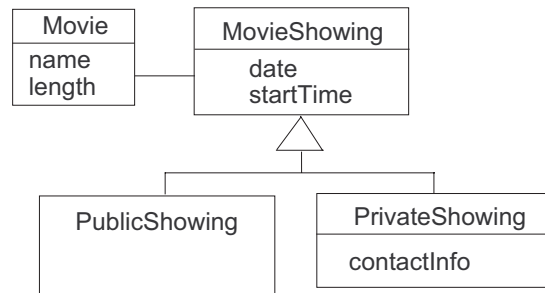 Movie
name
length
MovieShowing
date
startTime
PublicShowing
PrivateShowing
contactInfo